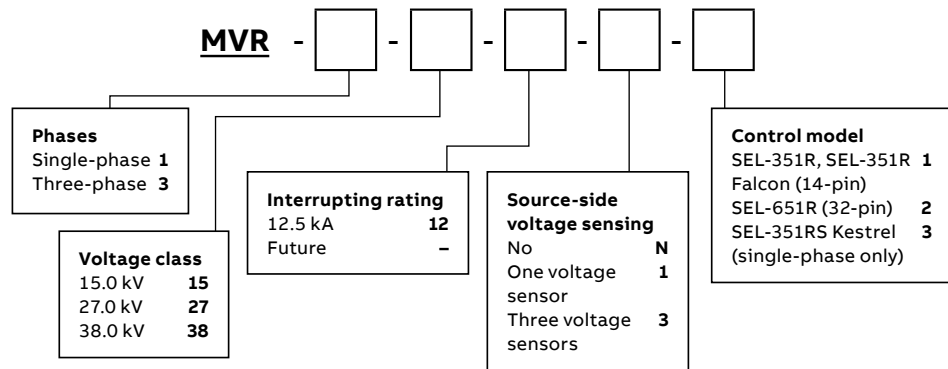 MVR - - - - -
Phases
Single-phase 1
Three-phase 3
Voltage class
15.0 kV 15
27.0 kV 27
38.0 kV 38
Interrupting rating
12.5 kA 12
Future –
Source-side
voltage sensing
No N
One voltage 1
sensor
Three voltage 3
sensors
Control model
SEL-351R, SEL-351R 1
Falcon (14-pin)
SEL-651R (32-pin) 2
SEL-351RS Kestrel 3
(single-phase only)